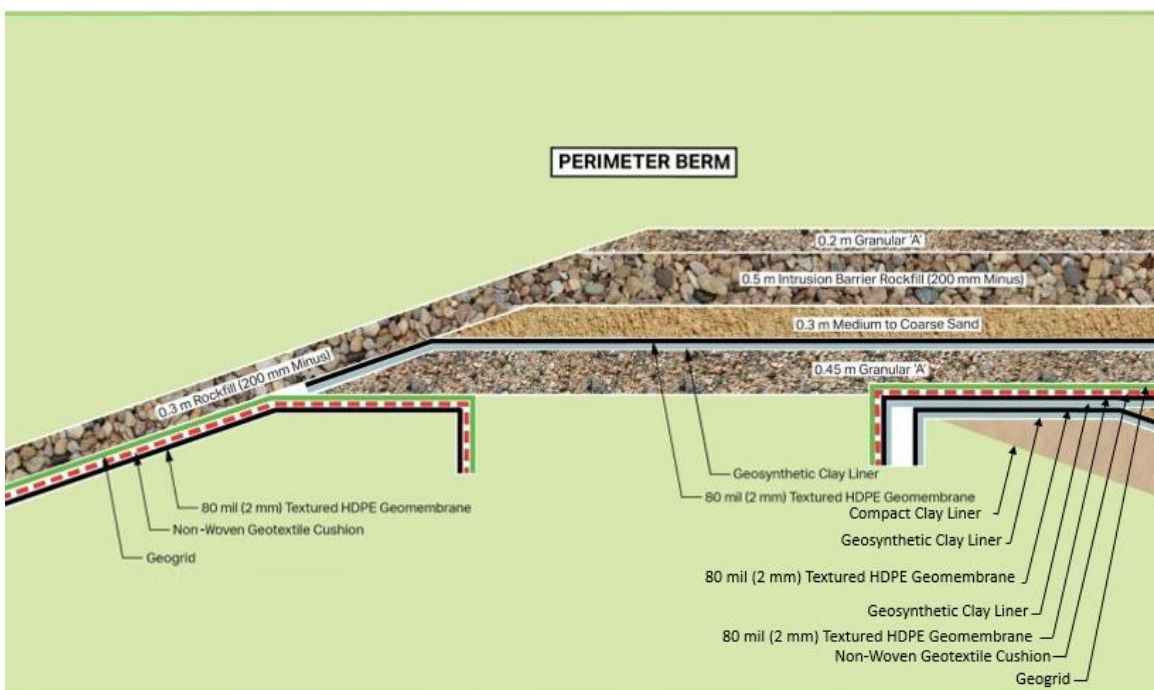 PERIMETER BERM
0.2 m Granular 'A'
0.5 m Intrusion Barrier Rockfill (200 mm Minus)
0.3 m Medium to Coarse Sand
0.45 m Granular 'A'
0.3 m Rockfill (200 mm Minus)
Geosynthetic Clay Liner
80 mil (2 mm) Textured HDPE Geomembrane
80 mil (2 mm) Textured HDPE Geomembrane
Non-Woven Geotextile Cushion
Geogrid
Compact Clay Liner
Geosynthetic Clay Liner
80 mil (2 mm) Textured HDPE Geomembrane
Geosynthetic Clay Liner
80 mil (2 mm) Textured HDPE Geomembrane
Non-Woven Geotextile Cushion
Geogrid